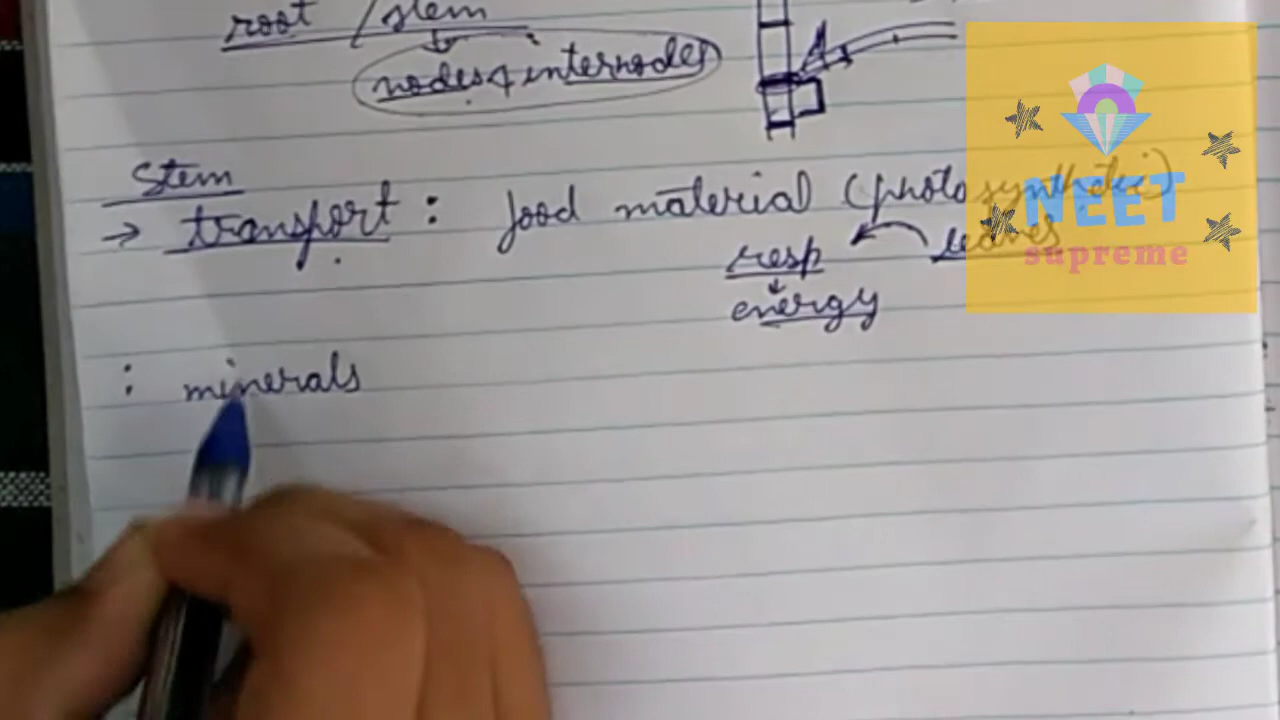 root / stem
nodes & internodes
Stem
→ transport : food material (photosynthetic)
resp leaves
energy
: minerals
NEET
supreme